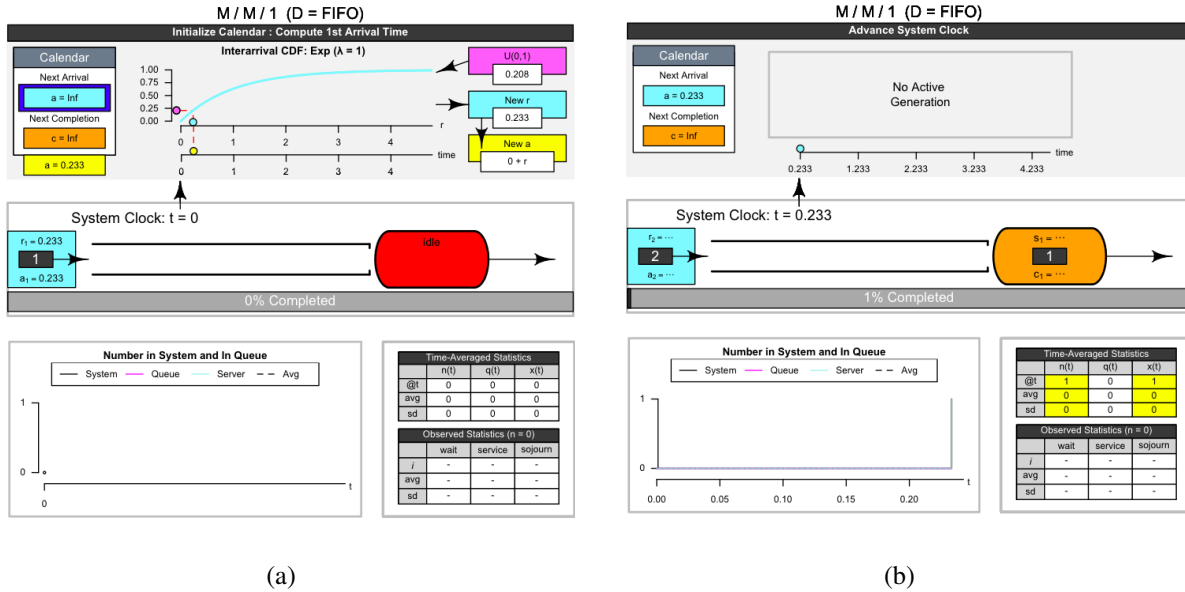 M / M / 1 (D = FIFO)
Initialize Calendar : Compute 1st Arrival Time
Calendar
Next Arrival
a = Inf
Next Completion
c = Inf
a = 0.233
Interarrival CDF: Exp (λ = 1)
1.00
0.75
0.50
0.25
0.00
0 1 2 3 4 r
0 1 2 3 4 time
U(0,1)
0.208
New r
0.233
New a
0 + r
System Clock: t = 0
r₁ = 0.233
1
a₁ = 0.233
Idle
0% Completed
Number in System and In Queue
System Queue Server Avg
1
0
0
t
Time-Averaged Statistics
n(t) q(t) x(t)
@t 0 0 0
avg 0 0 0
sd 0 0 0
Observed Statistics (n = 0)
wait service sojourn
i - - -
avg - - -
sd - - -
(a)
M / M / 1 (D = FIFO)
Advance System Clock
Calendar
Next Arrival
a = 0.233
Next Completion
c = Inf
No Active
Generation
time
0.233 1.233 2.233 3.233 4.233
System Clock: t = 0.233
r₂ = ···
2
a₂ = ···
s₁ = ···
1
c₁ = ···
1% Completed
Number in System and In Queue
System Queue Server Avg
1
0
t
0.00 0.05 0.10 0.15 0.20
Time-Averaged Statistics
n(t) q(t) x(t)
@t 1 0 1
avg 0 0 0
sd 0 0 0
Observed Statistics (n = 0)
wait service sojourn
i - - -
avg - - -
sd - - -
(b)